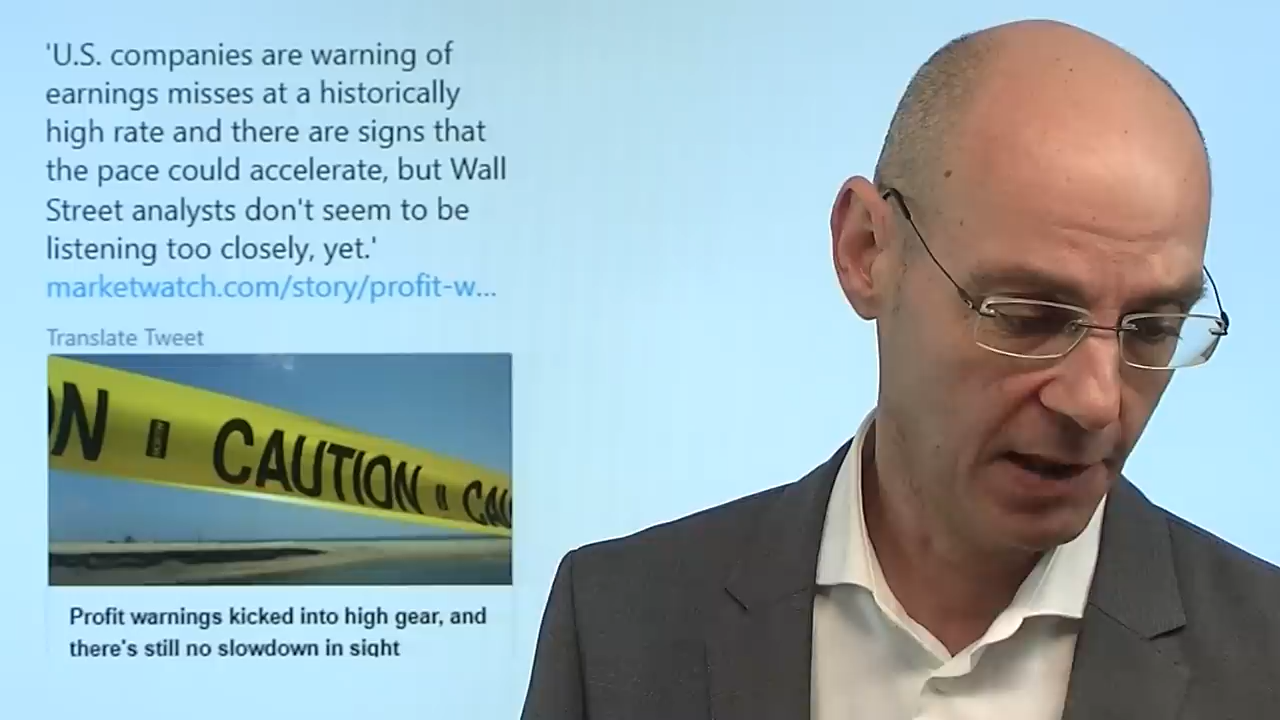 'U.S. companies are warning of
earnings misses at a historically
high rate and there are signs that
the pace could accelerate, but Wall
Street analysts don't seem to be
listening too closely, yet.'
marketwatch.com/story/profit-w...
Translate Tweet
N CAUTION CAU
Profit warnings kicked into high gear, and
there's still no slowdown in sight